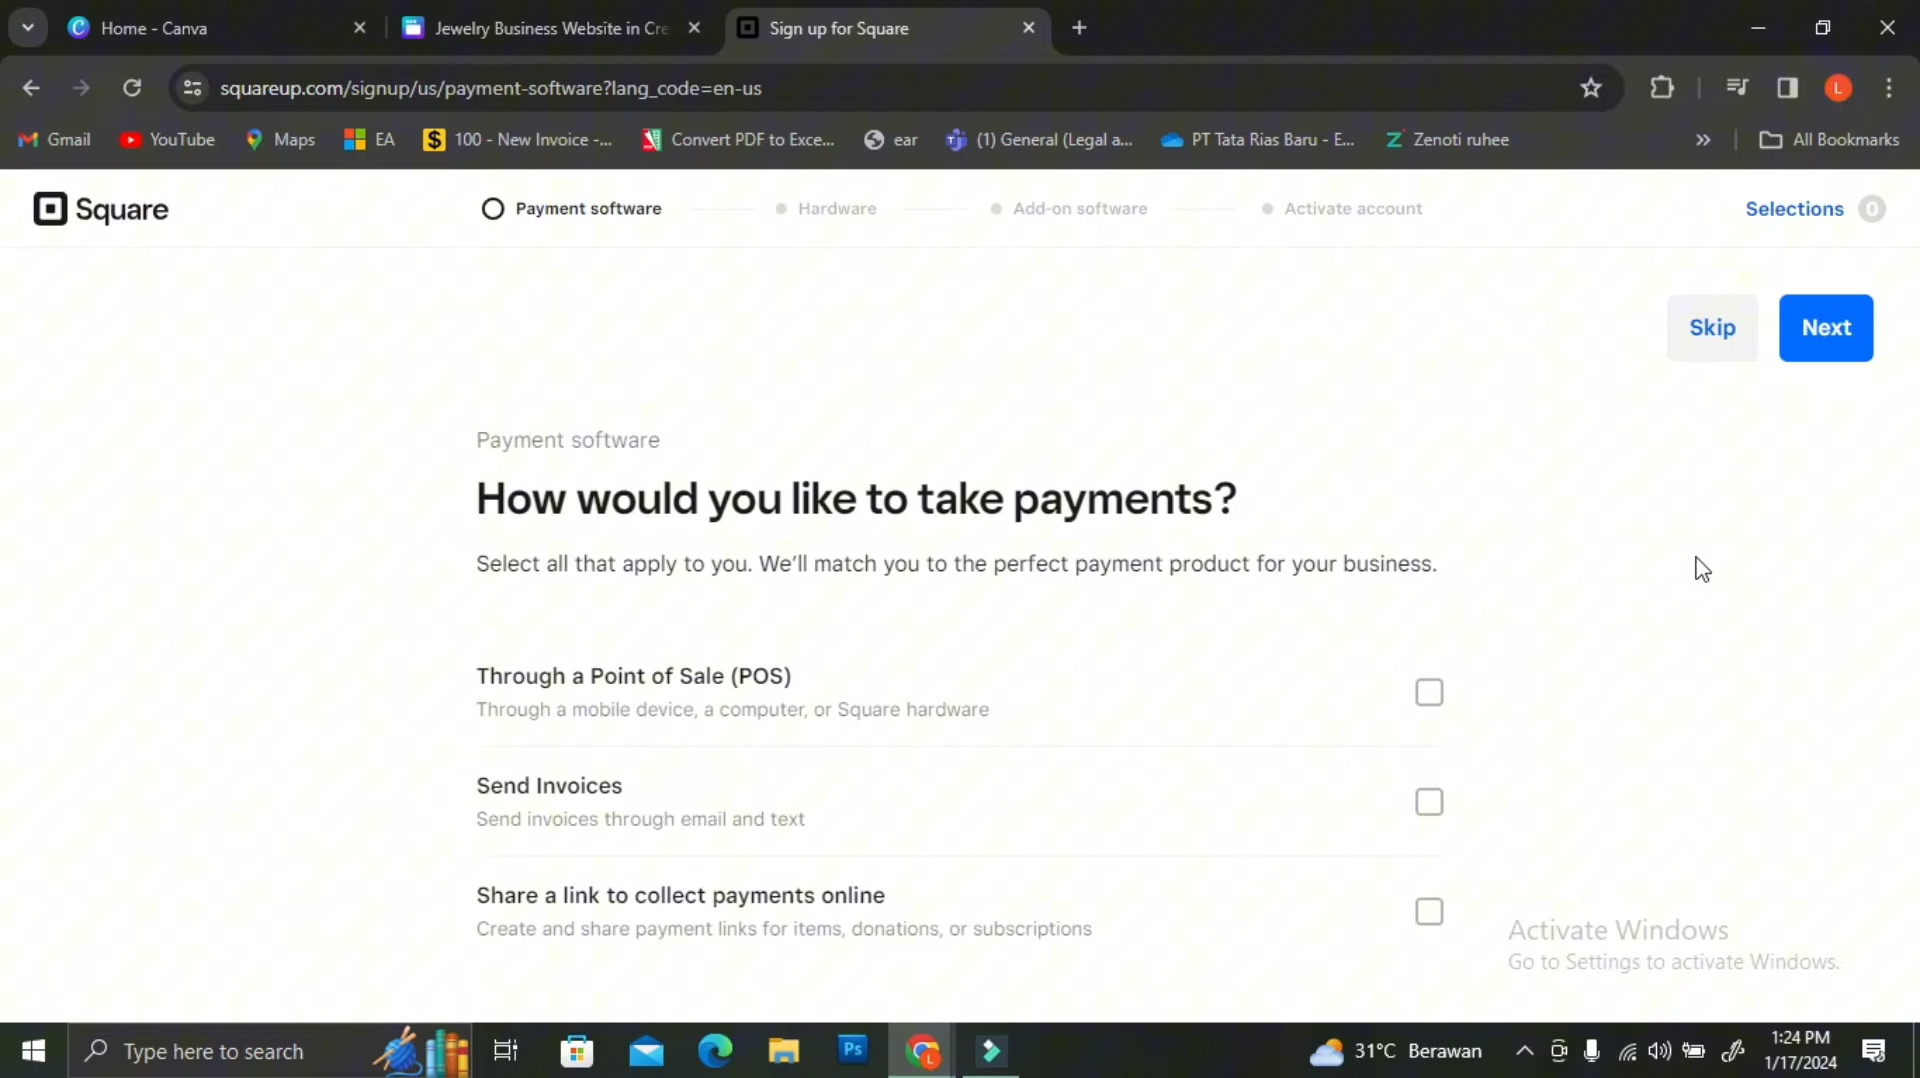 Home - Canva
Jewelry Business Website in Cre
Sign up for Square
squareup.com/signup/us/payment-software?lang_code=en-us
L
Gmail
YouTube
Maps
EA
100 - New Invoice -...
Convert PDF to Exce...
ear
(1) General (Legal a...
PT Tata Rias Baru - E...
Zenoti ruhee
All Bookmarks
Square
Payment software
Hardware
Add-on software
Activate account
Selections 0
Skip
Next
Payment software
How would you like to take payments?
Select all that apply to you. We’ll match you to the perfect payment product for your business.
Through a Point of Sale (POS)
Through a mobile device, a computer, or Square hardware
Send Invoices
Send invoices through email and text
Share a link to collect payments online
Create and share payment links for items, donations, or subscriptions
Activate Windows
Go to Settings to activate Windows.
Type here to search
Ps
L
31°C Berawan
1:24 PM
1/17/2024